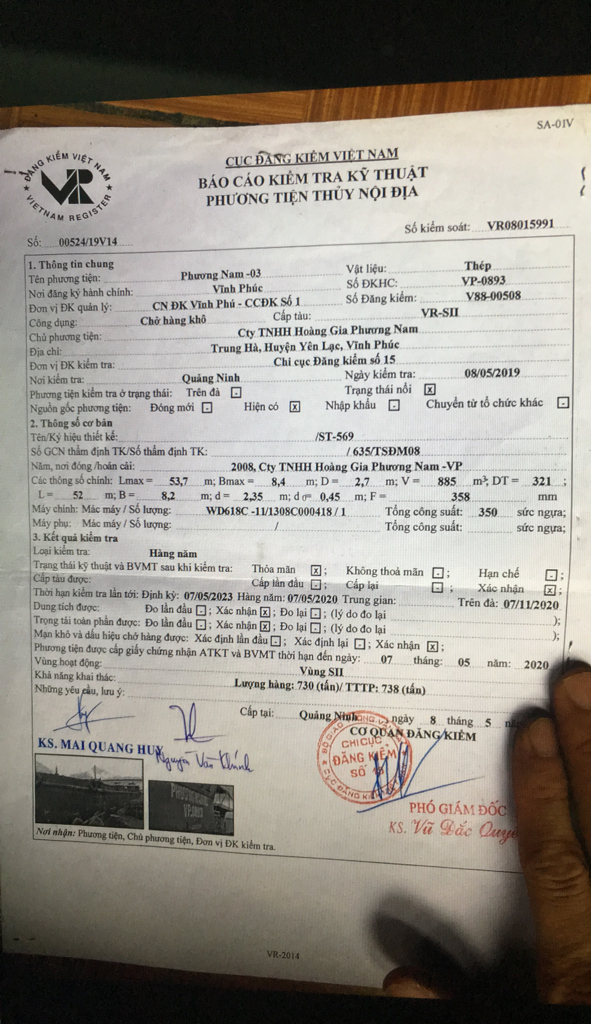 SA-01V
ĐĂNG KIỂM VIỆT NAM
VR
VIETNAM REGISTER
CỤC ĐĂNG KIỂM VIỆT NAM
BÁO CÁO KIỂM TRA KỸ THUẬT
PHƯƠNG TIỆN THỦY NỘI ĐỊA
Số kiểm soát: VR08015991
Số: 00524/19V14
1. Thông tin chung
Tên phương tiện: Phương Nam -03 Vật liệu: Thép
Nơi đăng ký hành chính: Vĩnh Phúc Số ĐKHC: VP-0893
Đơn vị ĐK quản lý: CN ĐK Vĩnh Phú - CCĐK Số 1 Số Đăng kiểm: V88-00508
Công dụng: Chở hàng khô Cấp tàu: VR-SII
Chủ phương tiện: Cty TNHH Hoàng Gia Phương Nam
Địa chỉ: Trung Hà, Huyện Yên Lạc, Vĩnh Phúc
Đơn vị ĐK kiểm tra: Chi cục Đăng kiểm số 15
Nơi kiểm tra: Quảng Ninh Ngày kiểm tra: 08/05/2019
Phương tiện kiểm tra ở trạng thái: Trên đà - Trạng thái nổi x
Nguồn gốc phương tiện: Đóng mới - Hiện có x Nhập khẩu - Chuyển từ tổ chức khác -
2. Thông số cơ bản
Tên/Ký hiệu thiết kế: /ST-569
Số GCN thẩm định TK/Số thẩm định TK: / 635/TSĐM08
Năm, nơi đóng /hoán cải: 2008, Cty TNHH Hoàng Gia Phương Nam -VP
Các thông số chính: Lmax = 53,7 m; Bmax = 8,4 m; D = 2,7 m; V = 885 m³; DT = 321 ;
L = 52 m; B = 8,2 m; d = 2,35 m; d o= 0,45 m; F = 358 mm
Máy chính: Mác máy / Số lượng: WD618C -11/1308C000418 / 1 Tổng công suất: 350 sức ngựa;
Máy phụ: Mác máy / Số lượng: / Tổng công suất: sức ngựa;
3. Kết quả kiểm tra
Loại kiểm tra: Hàng năm
Trạng thái kỹ thuật và BVMT sau khi kiểm tra: Thỏa mãn x ; Không thoả mãn - ; Hạn chế - ;
Cấp tàu được: Cấp lần đầu - ; Cấp lại - ; Xác nhận x ;
Thời hạn kiểm tra lần tới: Định kỳ: 07/05/2023 Hàng năm: 07/05/2020 Trung gian: Trên đà: 07/11/2020
Dung tích được: Đo lần đầu - ; Xác nhận x ; Đo lại - ; (lý do đo lại );
Trọng tải toàn phần được: Đo lần đầu - ; Xác nhận x ; Đo lại - ; (lý do đo lại );
Mạn khô và dấu hiệu chở hàng được: Xác định lần đầu - ; Xác định lại - ; Xác nhận x ;
Phương tiện được cấp giấy chứng nhận ATKT và BVMT thời hạn đến ngày: 07 tháng: 05 năm: 2020
Vùng hoạt động: Vùng SII
Khả năng khai thác: Lượng hàng: 730 (tấn)/ TTTP: 738 (tấn)
Những yêu cầu, lưu ý:
Cấp tại: Quảng Ninh, ngày 8 tháng 5
CƠ QUAN ĐĂNG KIỂM
KS. MAI QUANG HUY
Nguyễn Văn Khánh
CHI CỤC
ĐĂNG KIỂM
SỐ
PHÓ GIÁM ĐỐC
KS. Vũ Đắc
Nơi nhận: Phương tiện, Chủ phương tiện, Đơn vị ĐK kiểm tra.
VR-2014